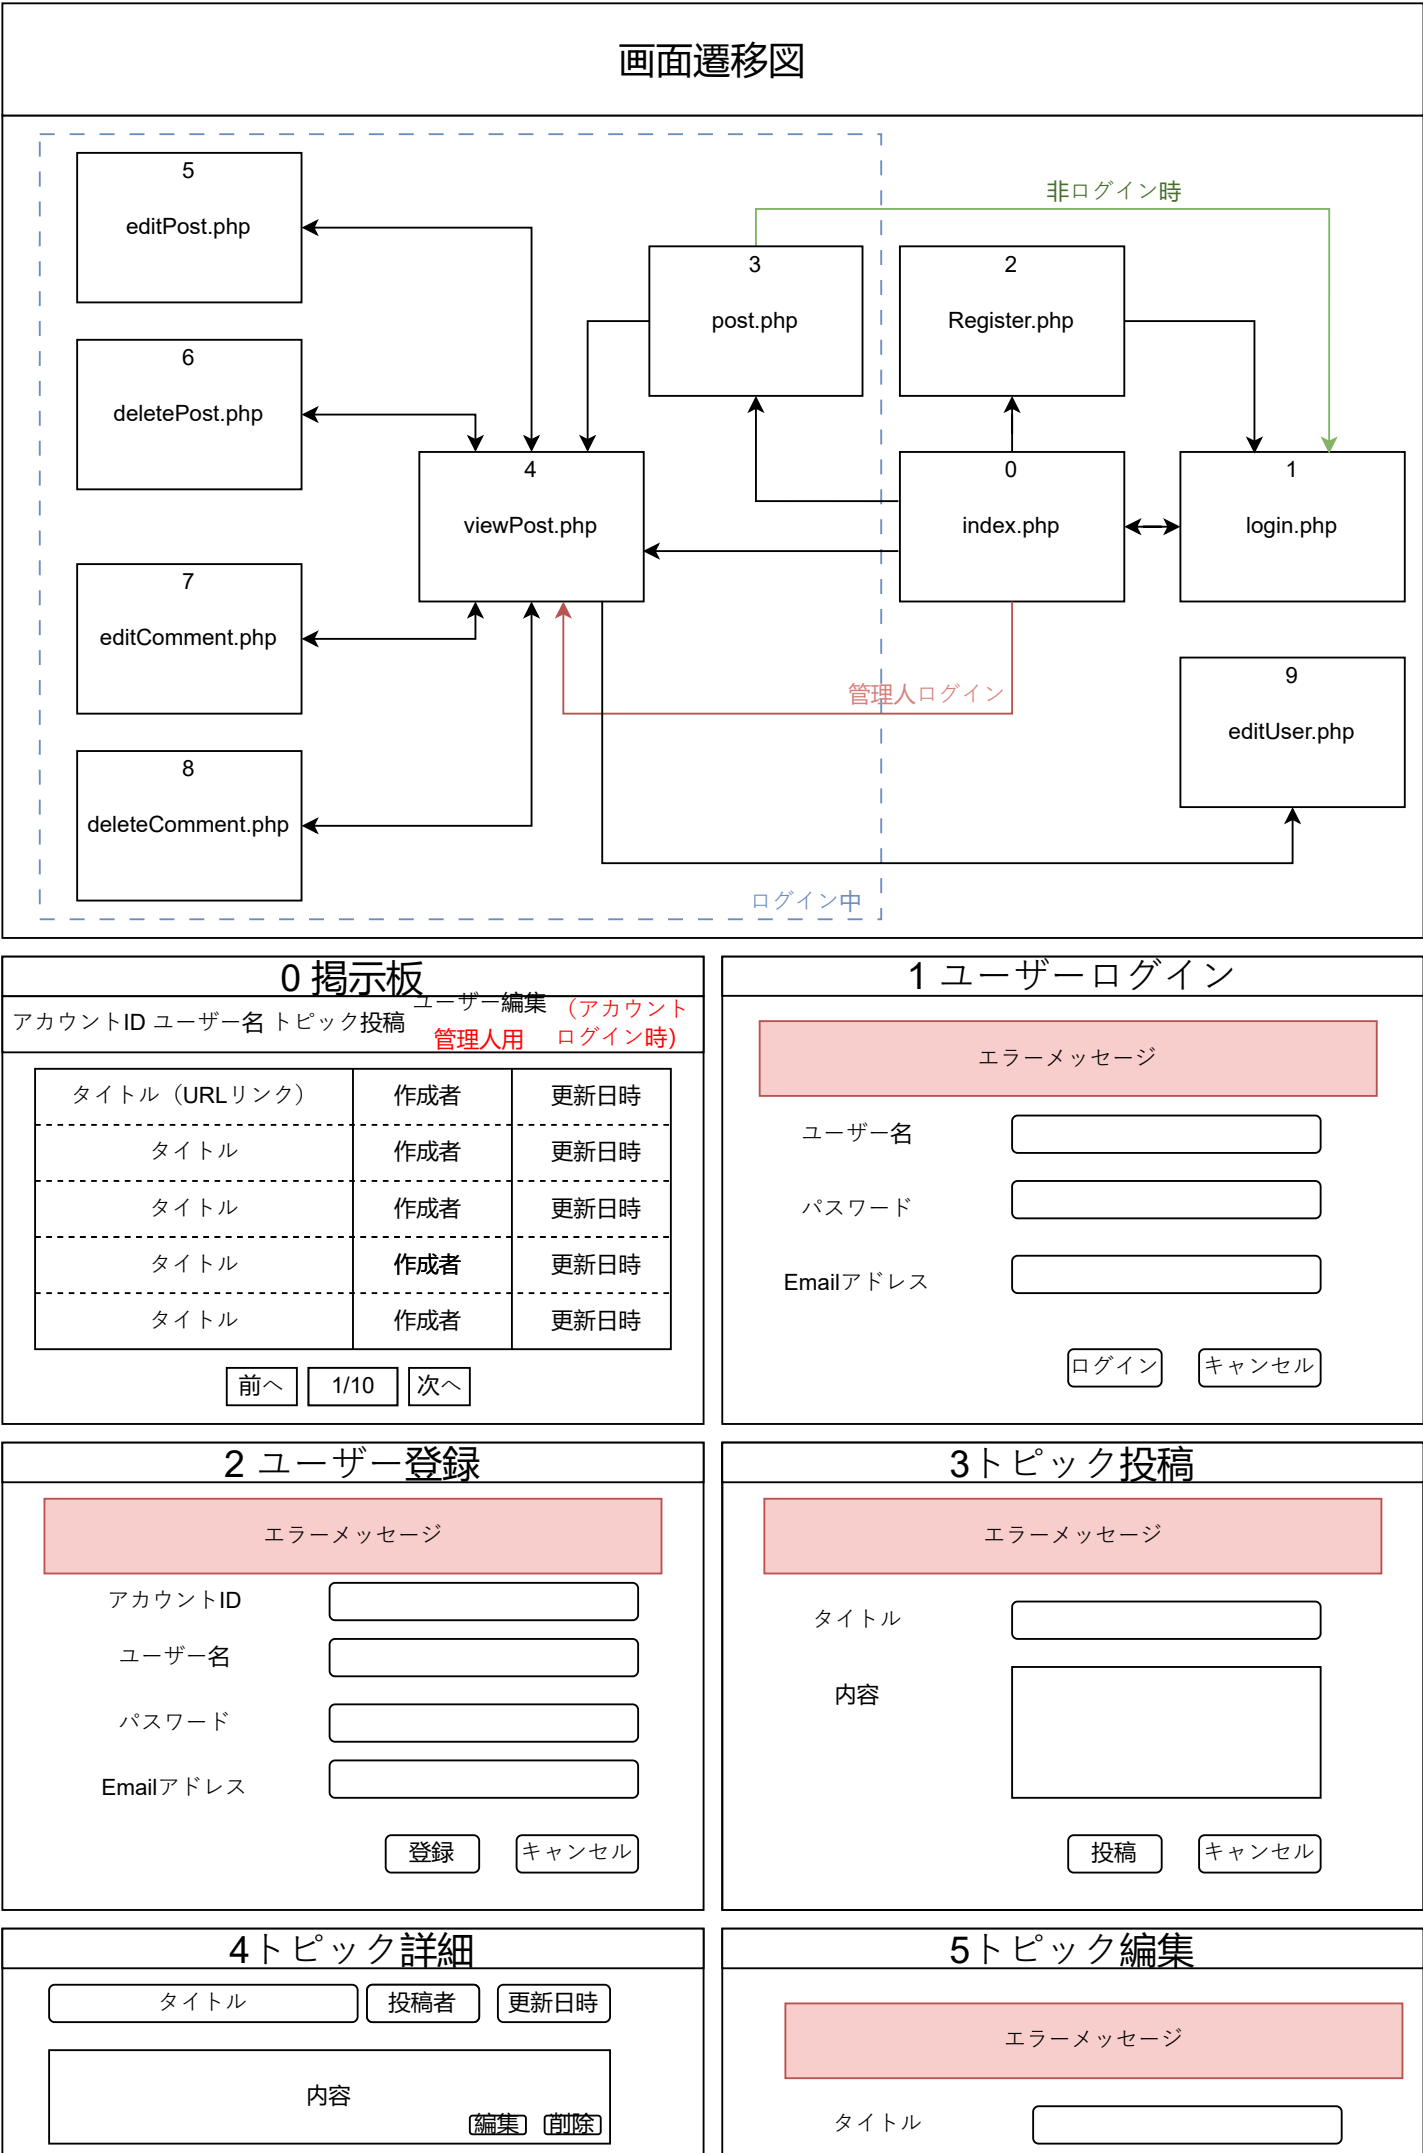 画面遷移図
5
editPost.php
非ログイン時
3
post.php
2
Register.php
6
deletePost.php
4
viewPost.php
0
index.php
1
login.php
7
editComment.php
管理人ログイン
9
editUser.php
8
deleteComment.php
ログイン中
0 掲示板
アカウントID ユーザー名 トピック投稿
ユーザー編集
管理人用
（アカウント
ログイン時)
タイトル（URLリンク） 作成者 更新日時
タイトル 作成者 更新日時
タイトル 作成者 更新日時
タイトル 作成者 更新日時
タイトル 作成者 更新日時
前へ 1/10 次へ
1 ユーザーログイン
エラーメッセージ
ユーザー名
パスワード
Emailアドレス
ログイン キャンセル
2 ユーザー登録
エラーメッセージ
アカウントID
ユーザー名
パスワード
Emailアドレス
登録 キャンセル
3トピック投稿
エラーメッセージ
タイトル
内容
投稿 キャンセル
4トピック詳細
タイトル 投稿者 更新日時
内容
編集 削除
5トピック編集
エラーメッセージ
タイトル